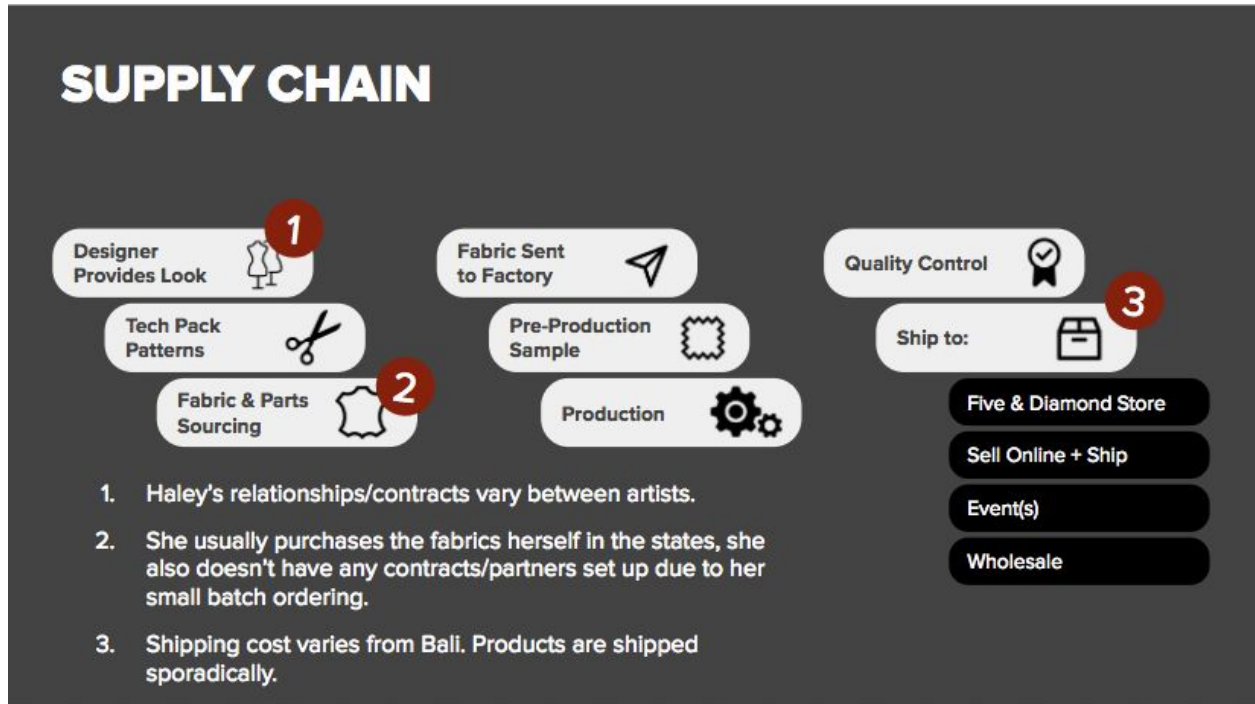 SUPPLY CHAIN
1
Designer
Provides Look
Tech Pack
Patterns
2
Fabric & Parts
Sourcing
Fabric Sent
to Factory
Pre-Production
Sample
Production
Quality Control
3
Ship to:
Five & Diamond Store
Sell Online + Ship
Event(s)
Wholesale
1. Haley's relationships/contracts vary between artists.
2. She usually purchases the fabrics herself in the states, she
also doesn't have any contracts/partners set up due to her
small batch ordering.
3. Shipping cost varies from Bali. Products are shipped
sporadically.